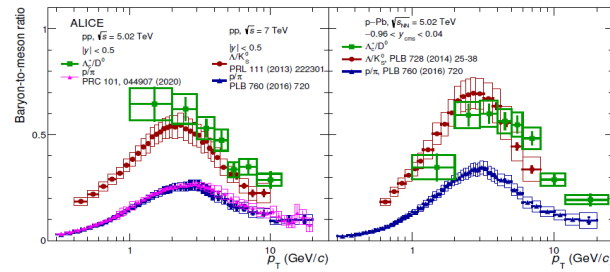 Baryon-to-meson ratio
ALICE
pp, √s = 5.02 TeV
|y| < 0.5
Λc+/D0
p/π
PRC 101, 044907 (2020)
pp, √s = 7 TeV
|y| < 0.5
Λ/KS0
PRL 111 (2013) 222301
p/π
PLB 760 (2016) 720
p–Pb, √sNN = 5.02 TeV
-0.96 < ycms < 0.04
Λc+/D0
Λ/KS0, PLB 728 (2014) 25-38
p/π, PLB 760 (2016) 720
1
0.5
0
1
10
pT (GeV/c)
1
10
pT (GeV/c)